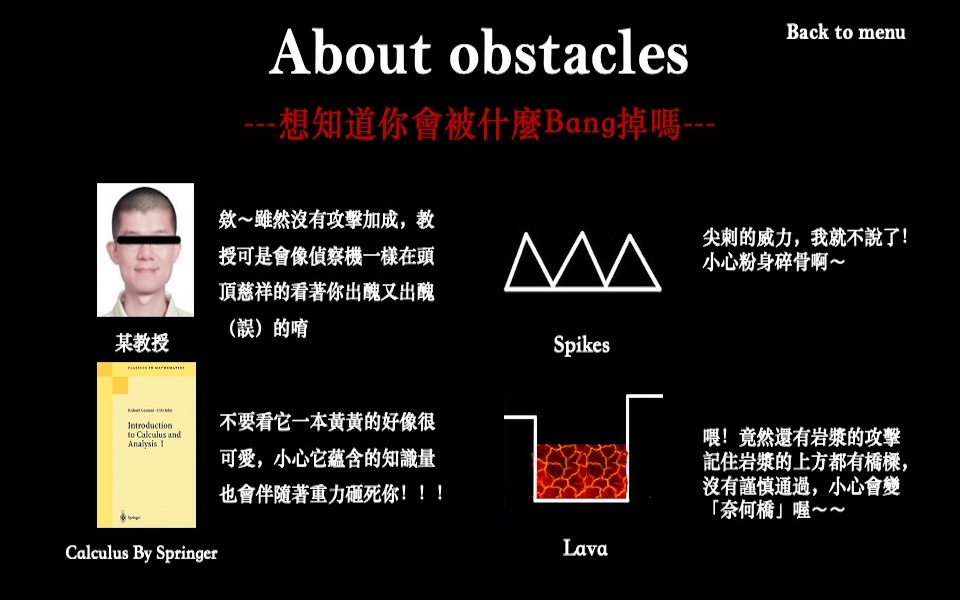 Back to menu
About obstacles
---想知道你會被什麼Bang掉嗎---
欸～雖然沒有攻擊加成，教
授可是會像偵察機一樣在頭
頂慈祥的看著你出醜又出醜
（誤）的唷
某教授
尖刺的威力，我就不說了！
小心粉身碎骨啊～
Spikes
CLASSICS IN MATHEMATICS
Richard Courant · Fritz John
Introduction
to Calculus and
Analysis I
Springer
Calculus By Springer
不要看它一本黃黃的好像很
可愛，小心它蘊含的知識量
也會伴隨著重力砸死你！！！
喂！竟然還有岩漿的攻擊
記住岩漿的上方都有橋樑，
沒有謹慎通過，小心會變
「奈何橋」喔～～
Lava